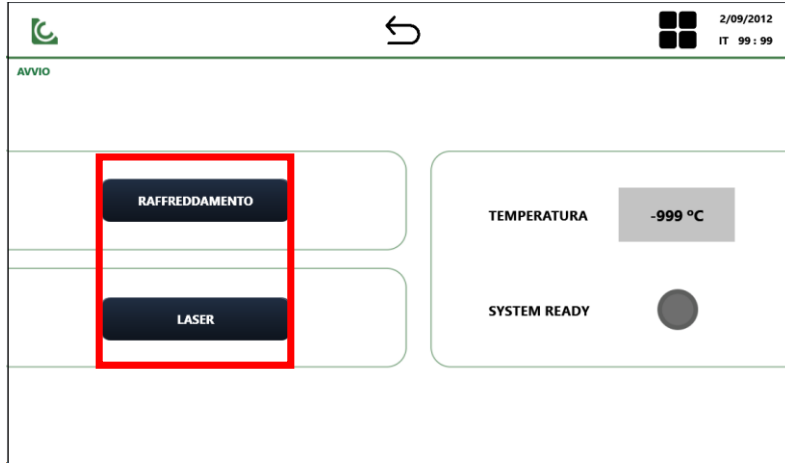 2/09/2012
IT 99 : 99
AVVIO
RAFFREDDAMENTO
TEMPERATURA -999 ºC
LASER
SYSTEM READY